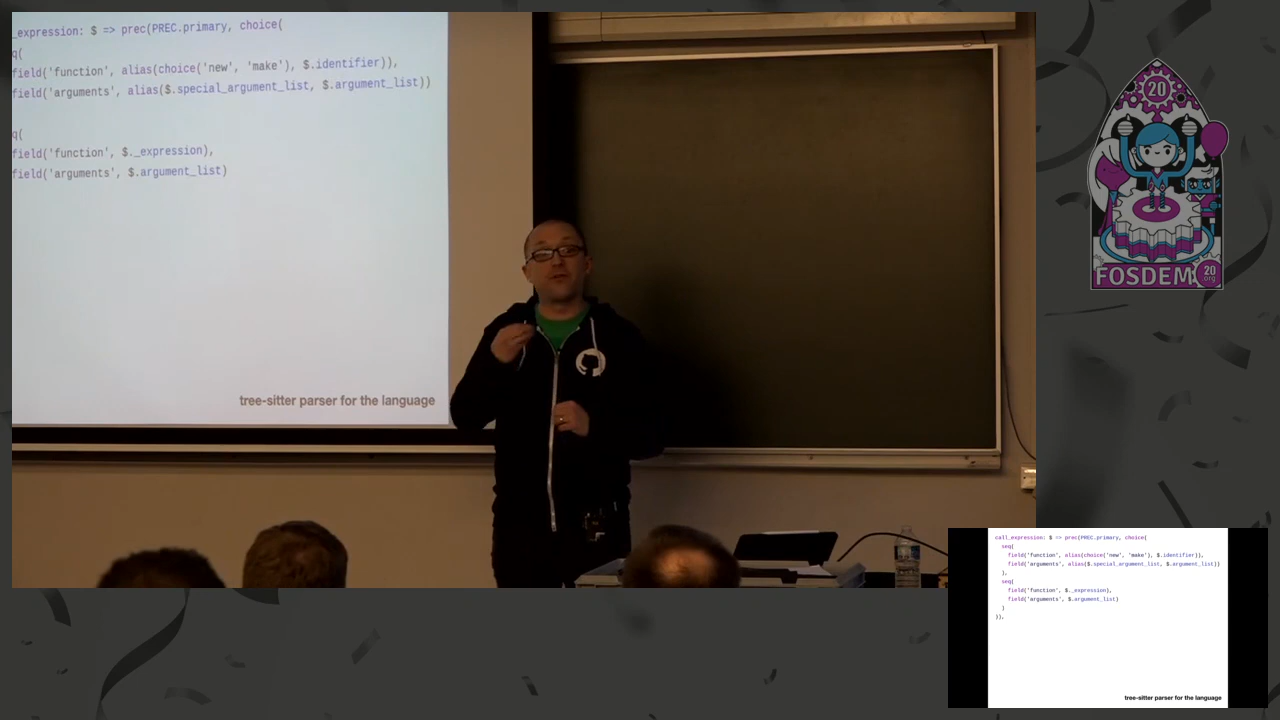 _expression: $ => prec(PREC.primary, choice(
q(
field('function', alias(choice('new', 'make'), $.identifier)),
field('arguments', alias($.special_argument_list, $.argument_list))
q(
field('function', $._expression),
field('arguments', $.argument_list)
tree-sitter parser for the language
20
FOSDEM
20
org
call_expression: $ => prec(PREC.primary, choice(
seq(
field('function', alias(choice('new', 'make'), $.identifier)),
field('arguments', alias($.special_argument_list, $.argument_list))
),
seq(
field('function', $._expression),
field('arguments', $.argument_list)
)
)),
tree-sitter parser for the language